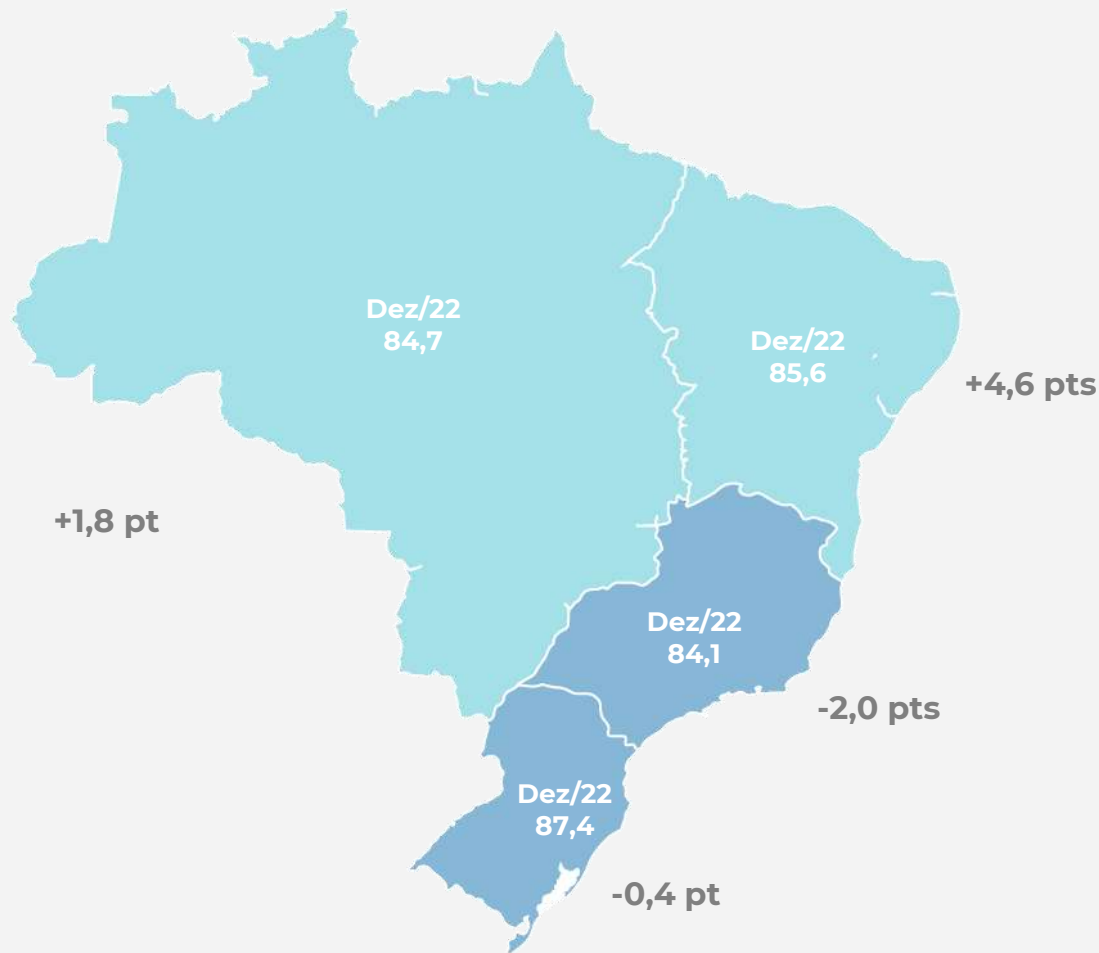 Dez/22
84,7
Dez/22
85,6
+4,6 pts
+1,8 pt
Dez/22
84,1
-2,0 pts
Dez/22
87,4
-0,4 pt